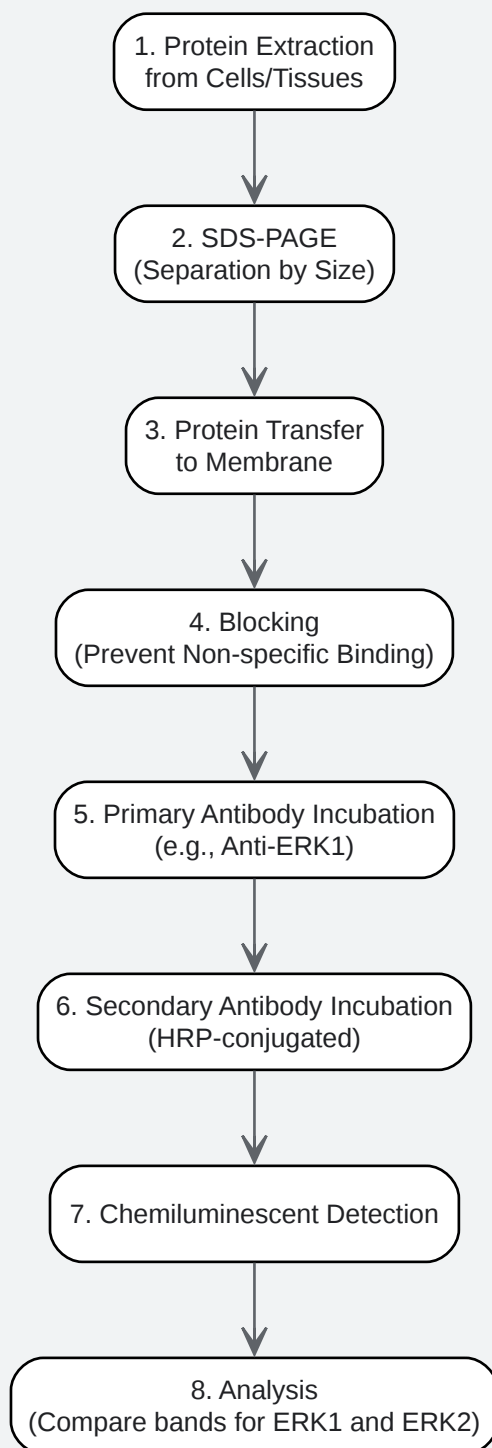 1. Protein Extraction
from Cells/Tissues
2. SDS-PAGE
(Separation by Size)
3. Protein Transfer
to Membrane
4. Blocking
(Prevent Non-specific Binding)
5. Primary Antibody Incubation
(e.g., Anti-ERK1)
6. Secondary Antibody Incubation
(HRP-conjugated)
7. Chemiluminescent Detection
8. Analysis
(Compare bands for ERK1 and ERK2)